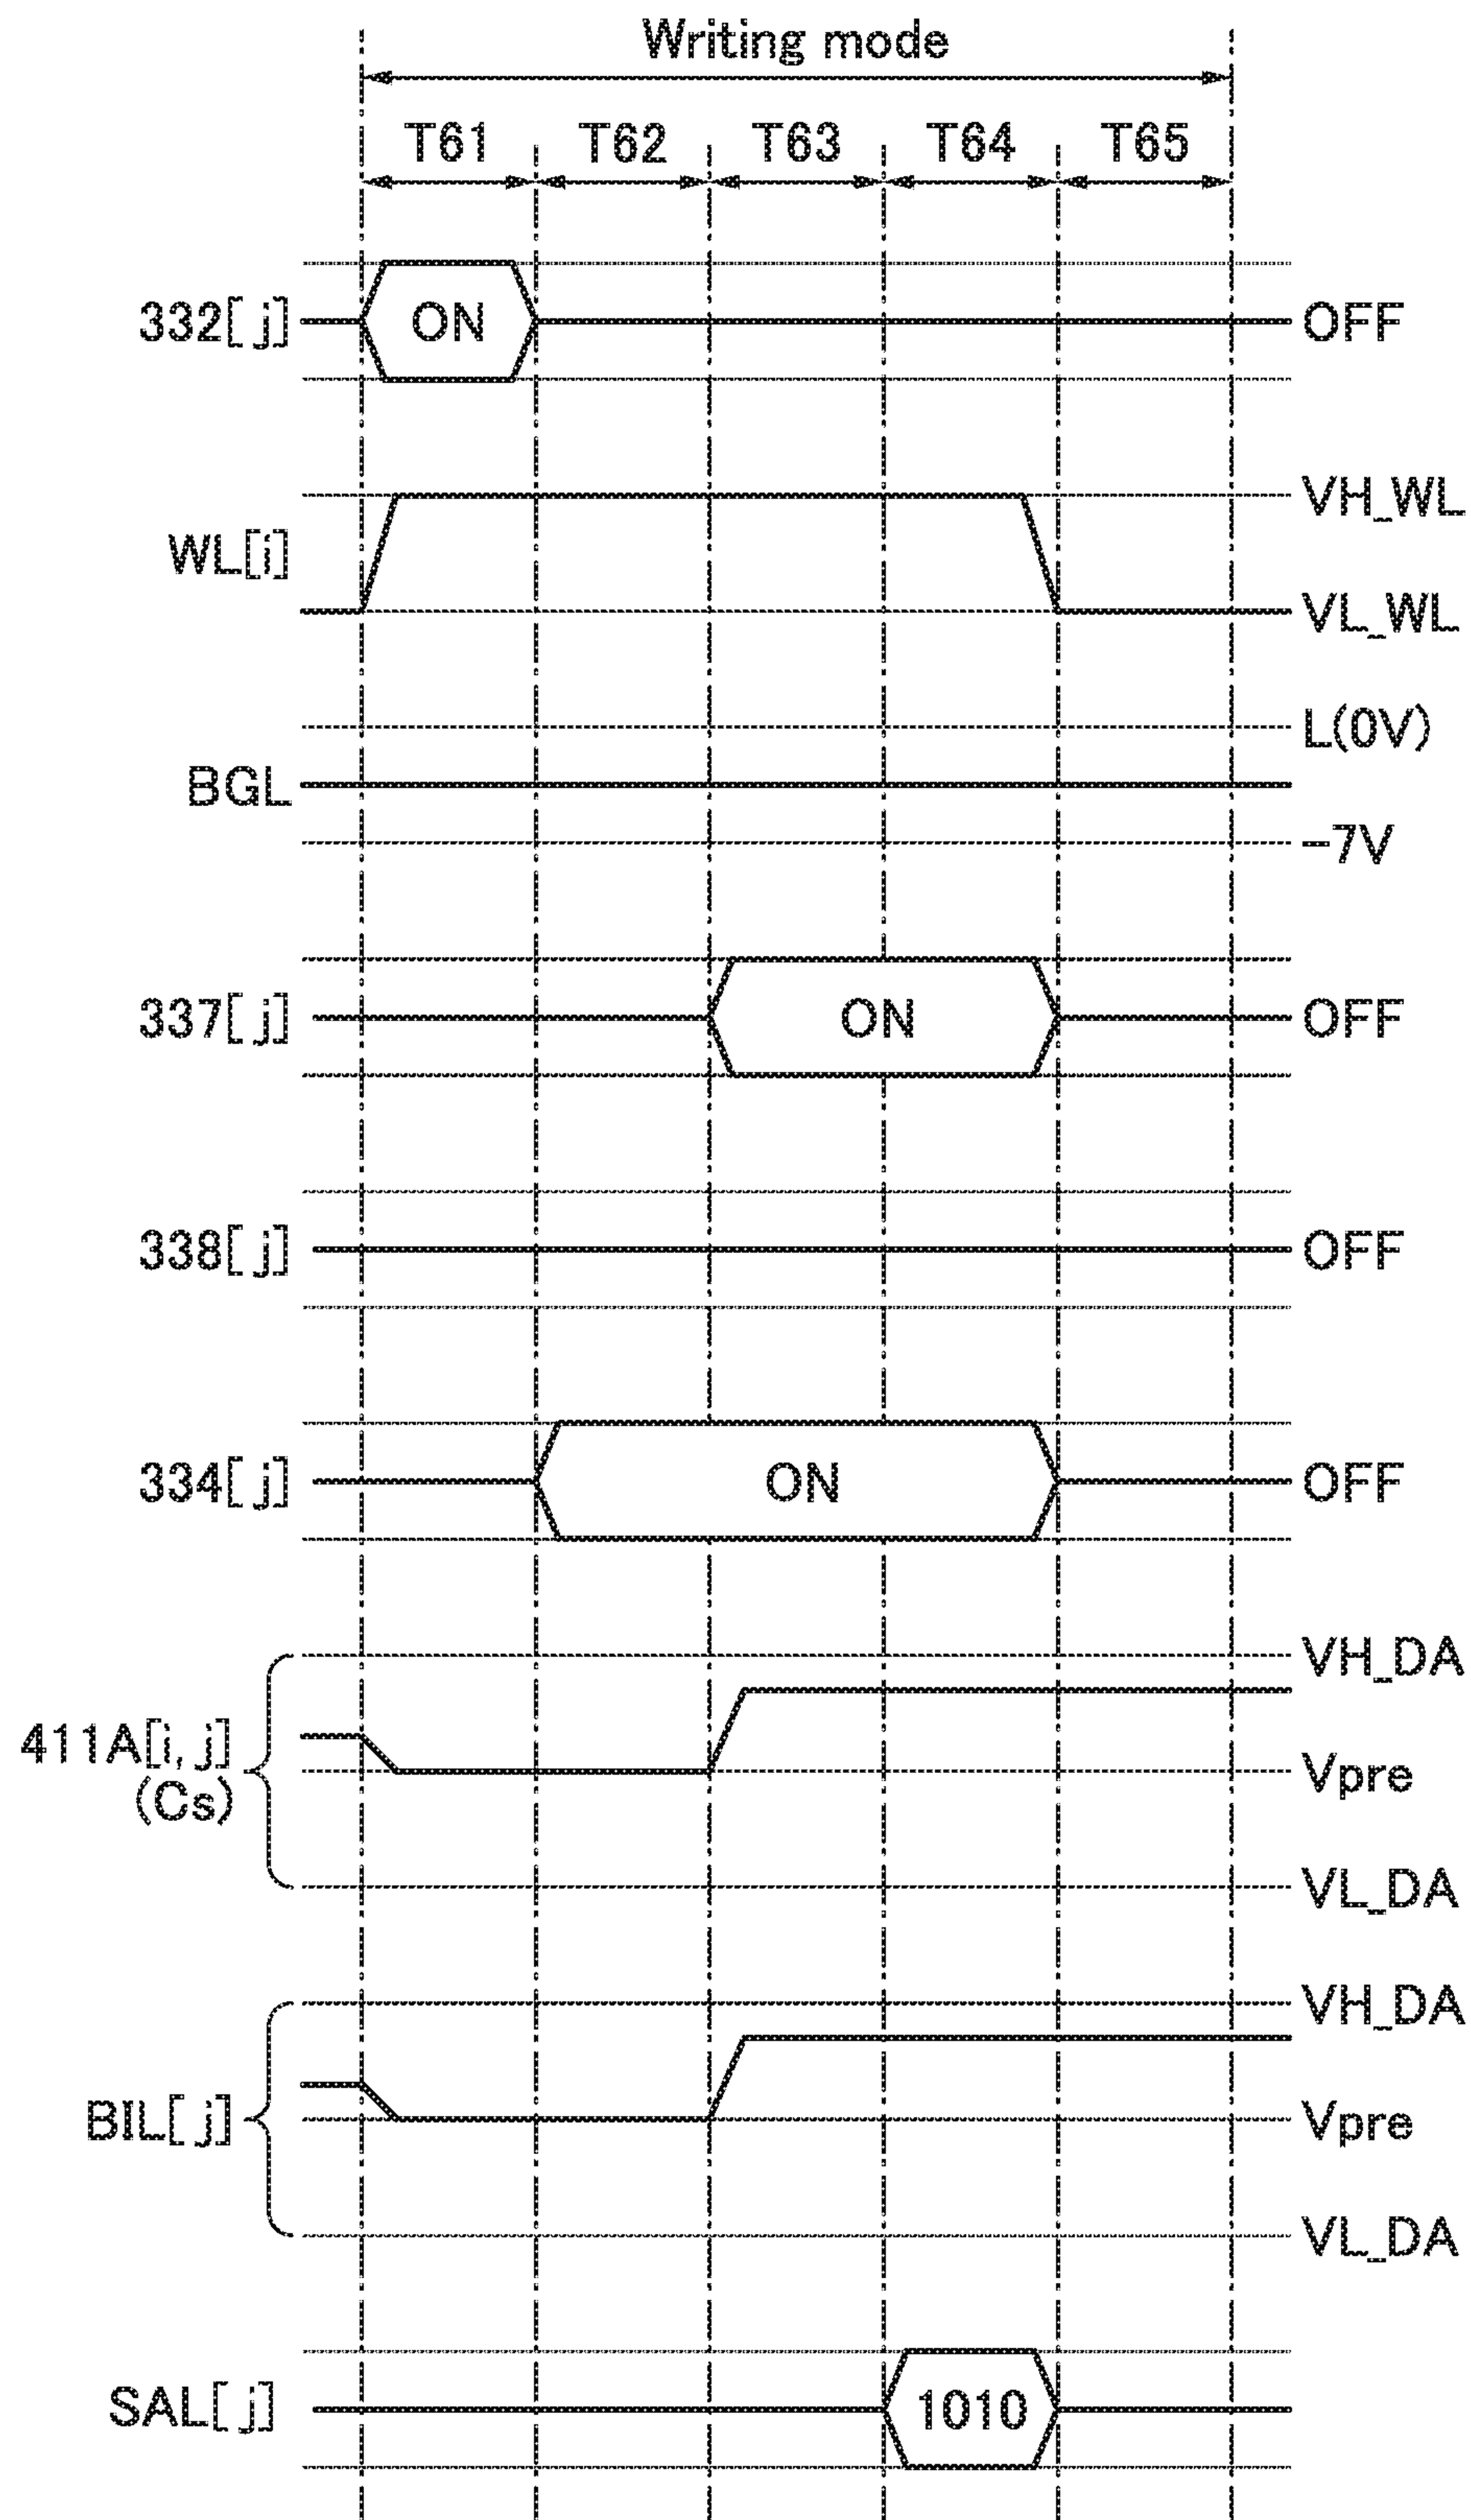 Writing mode
T61 T62 T63 T64 T65
332[j] ON OFF
VH_WL
WL[i]
VL_WL
L(0V)
BGL
-7V
337[j] ON OFF
338[j] OFF
334[j] ON OFF
VH_DA
411A[i, j]
Vpre
(Cs)
VL_DA
VH_DA
BIL[j] Vpre
VL_DA
SAL[j] 1010